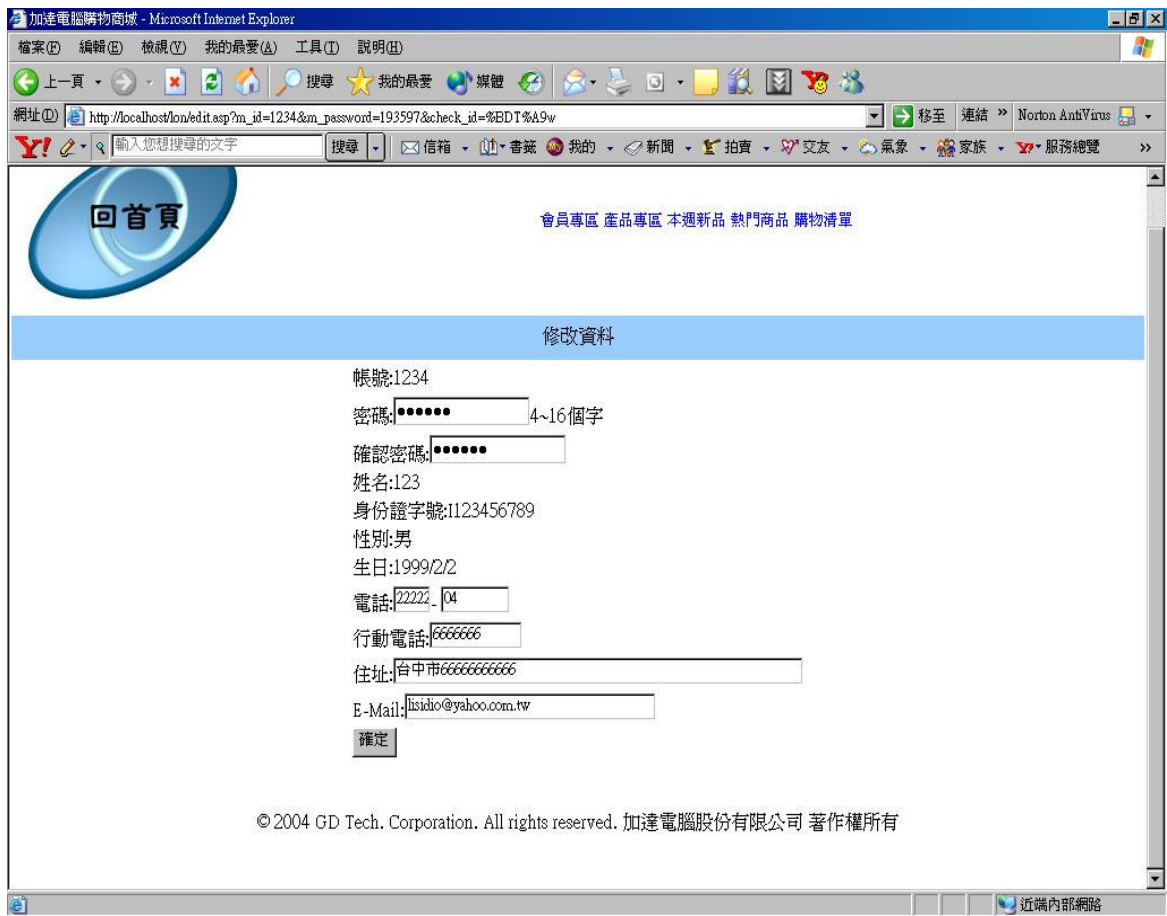 加達電腦購物商城 - Microsoft Internet Explorer
檔案(F) 編輯(E) 檢視(V) 我的最愛(A) 工具(T) 說明(H)
上一頁 搜尋 我的最愛 媒體
網址(D) http://localhost/lon/edit.asp?m_id=1234&m_password=193597&check_id=%BDT%A9w 移至 連結 » Norton AntiVirus
Y! 輸入您想搜尋的文字 搜尋 信箱 書籤 我的 新聞 拍賣 交友 氣象 家族 Y? 服務總覽 »
回首頁
會員專區 產品專區 本週新品 熱門商品 購物清單
修改資料
帳號:1234
密碼:●●●●●● 4~16個字
確認密碼:●●●●●●
姓名:123
身份證字號:I123456789
性別:男
生日:1999/2/2
電話:22222 - 04
行動電話:6666666
住址:台中市66666666666
E-Mail:lisidio@yahoo.com.tw
確定
©2004 GD Tech. Corporation. All rights reserved. 加達電腦股份有限公司 著作權所有
近端內部網路